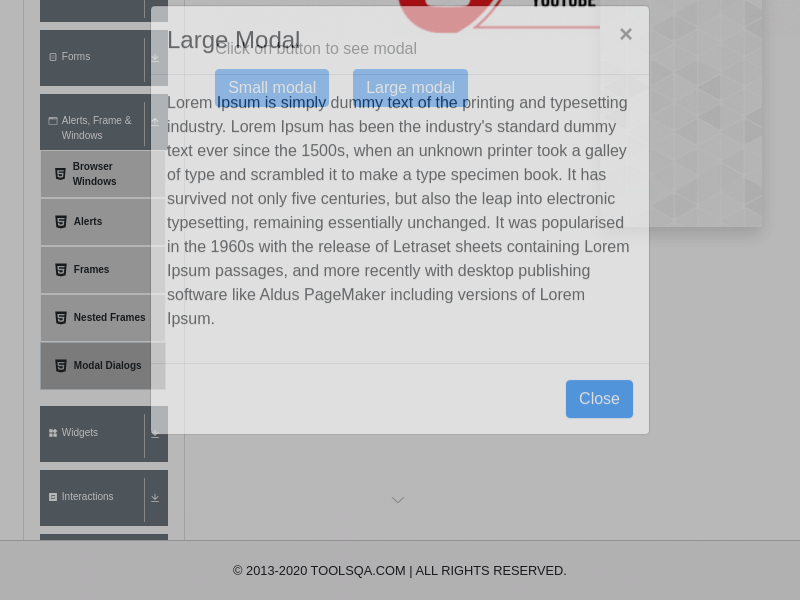 YOUTUBE
Large Modal
Click on button to see modal
×
Small modal
Large modal
Lorem Ipsum is simply dummy text of the printing and typesetting
industry. Lorem Ipsum has been the industry's standard dummy
text ever since the 1500s, when an unknown printer took a galley
of type and scrambled it to make a type specimen book. It has
survived not only five centuries, but also the leap into electronic
typesetting, remaining essentially unchanged. It was popularised
in the 1960s with the release of Letraset sheets containing Lorem
Ipsum passages, and more recently with desktop publishing
software like Aldus PageMaker including versions of Lorem
Ipsum.
Close
Forms
Alerts, Frame &
Windows
Browser
Windows
Alerts
Frames
Nested Frames
Modal Dialogs
Widgets
Interactions
© 2013-2020 TOOLSQA.COM | ALL RIGHTS RESERVED.